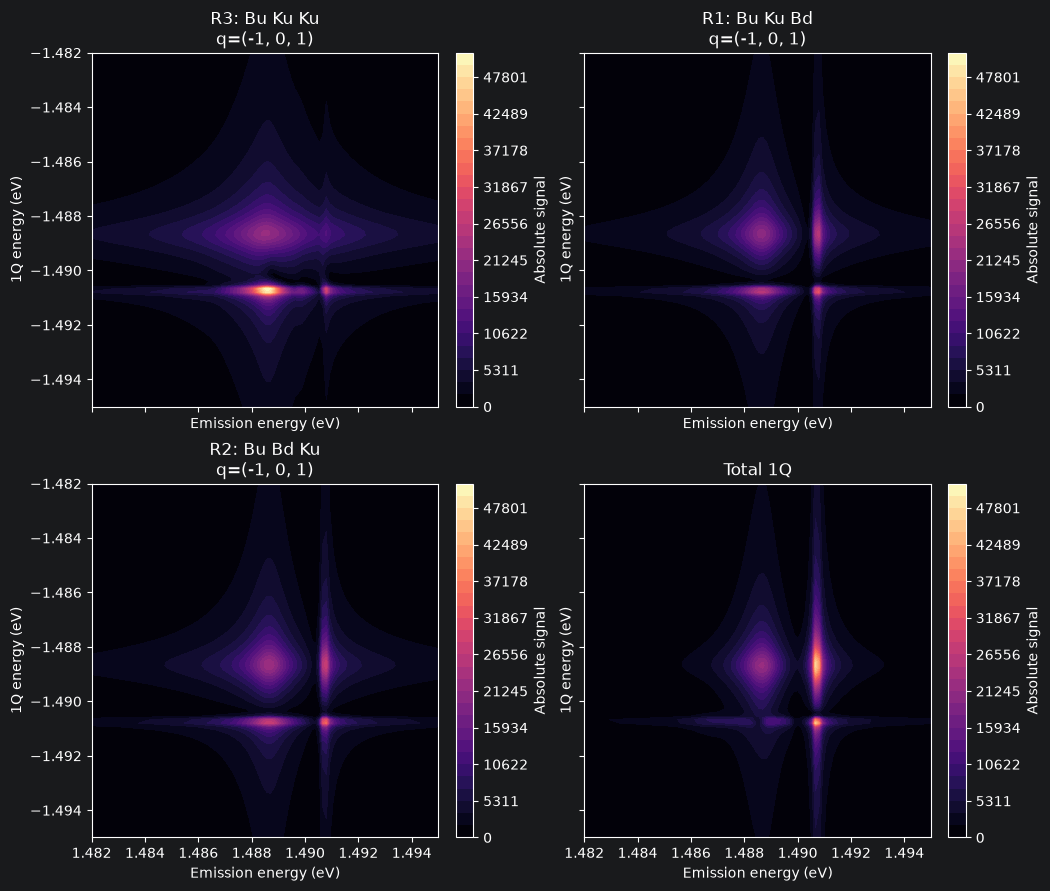 R3: Bu Ku Ku
q=(-1, 0, 1)
1Q energy (eV)
−1.482
−1.484
−1.486
−1.488
−1.490
−1.492
−1.494
Emission energy (eV)
47801
42489
37178
31867
26556
21245
15934
10622
5311
0
Absolute signal
R1: Bu Ku Bd
q=(-1, 0, 1)
1Q energy (eV)
Emission energy (eV)
47801
42489
37178
31867
26556
21245
15934
10622
5311
0
Absolute signal
R2: Bu Bd Ku
q=(-1, 0, 1)
1Q energy (eV)
−1.482
−1.484
−1.486
−1.488
−1.490
−1.492
−1.494
1.482 1.484 1.486 1.488 1.490 1.492 1.494
Emission energy (eV)
47801
42489
37178
31867
26556
21245
15934
10622
5311
0
Absolute signal
Total 1Q
1Q energy (eV)
1.482 1.484 1.486 1.488 1.490 1.492 1.494
Emission energy (eV)
47801
42489
37178
31867
26556
21245
15934
10622
5311
0
Absolute signal